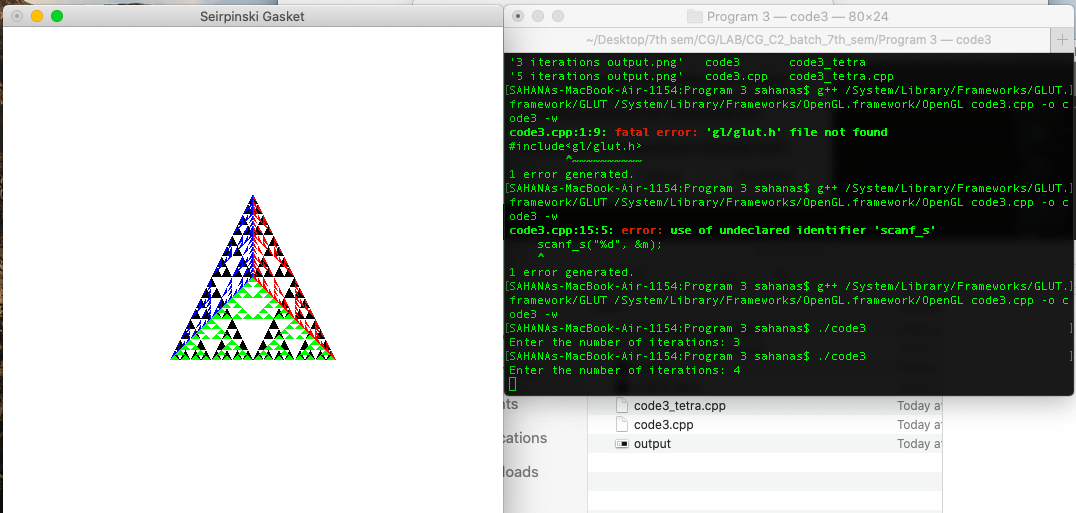 Seirpinski Gasket
Program 3 — code3 — 80×24
~/Desktop/7th sem/CG/LAB/CG_C2_batch_7th_sem/Program 3 — code3
'3 iterations output.png'   code3       code3_tetra
'5 iterations output.png'   code3.cpp   code3_tetra.cpp
[SAHANAs-MacBook-Air-1154:Program 3 sahanas$ g++ /System/Library/Frameworks/GLUT.]
framework/GLUT /System/Library/Frameworks/OpenGL.framework/OpenGL code3.cpp -o c
ode3 -w
code3.cpp:1:9: fatal error: 'gl/glut.h' file not found
#include<gl/glut.h>
        ^~~~~~~~~~~
1 error generated.
[SAHANAs-MacBook-Air-1154:Program 3 sahanas$ g++ /System/Library/Frameworks/GLUT.]
framework/GLUT /System/Library/Frameworks/OpenGL.framework/OpenGL code3.cpp -o c
ode3 -w
code3.cpp:15:5: error: use of undeclared identifier 'scanf_s'
    scanf_s("%d", &m);
    ^
1 error generated.
[SAHANAs-MacBook-Air-1154:Program 3 sahanas$ g++ /System/Library/Frameworks/GLUT.]
framework/GLUT /System/Library/Frameworks/OpenGL.framework/OpenGL code3.cpp -o c
ode3 -w
[SAHANAs-MacBook-Air-1154:Program 3 sahanas$ ./code3 ]
Enter the number of iterations: 3
[SAHANAs-MacBook-Air-1154:Program 3 sahanas$ ./code3 ]
Enter the number of iterations: 4
nts
code3_tetra.cpp Today a
cations
code3.cpp Today a
loads
output Today a